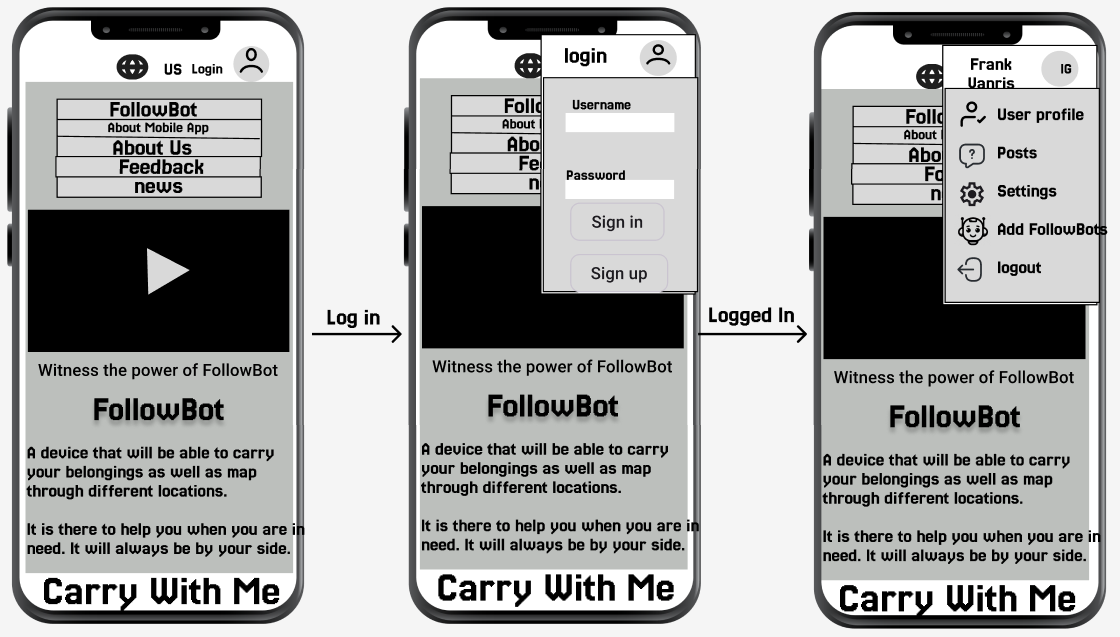 US Login
FollowBot
About Mobile App
About Us
Feedback
news
Witness the power of FollowBot
FollowBot
A device that will be able to carry
your belongings as well as map
through different locations.
It is there to help you when you are in
need. It will always be by your side.
Carry With Me
Log in
login
Follo
About
Abo
Fe
n
Username
Password
Sign in
Sign up
Witness the power of FollowBot
FollowBot
A device that will be able to carry
your belongings as well as map
through different locations.
It is there to help you when you are in
need. It will always be by your side.
Carry With Me
Logged In
Frank
Vanris
IG
Follo
About
Abo
Fe
n
User profile
?
Posts
Settings
Add FollowBots
logout
Witness the power of FollowBot
FollowBot
A device that will be able to carry
your belongings as well as map
through different locations.
It is there to help you when you are in
need. It will always be by your side.
Carry With Me